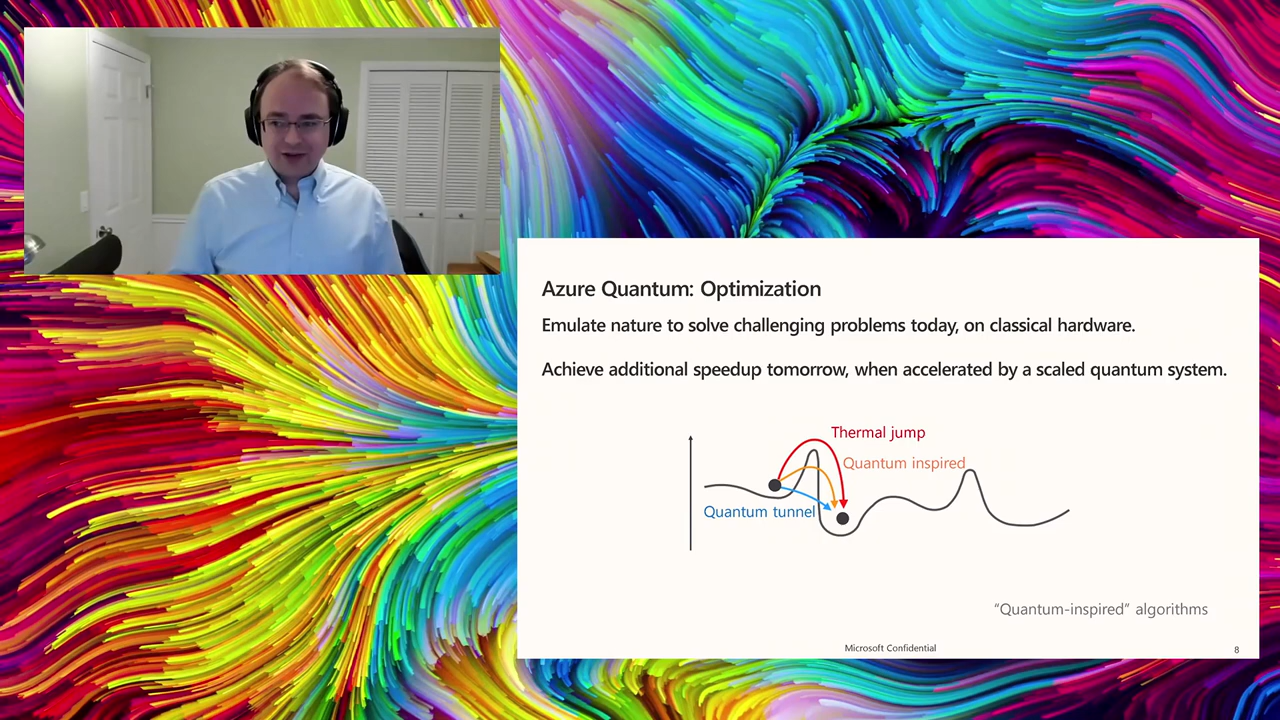 Azure Quantum: Optimization
Emulate nature to solve challenging problems today, on classical hardware.
Achieve additional speedup tomorrow, when accelerated by a scaled quantum system.
Thermal jump
Quantum inspired
Quantum tunnel
“Quantum-inspired” algorithms
Microsoft Confidential
8